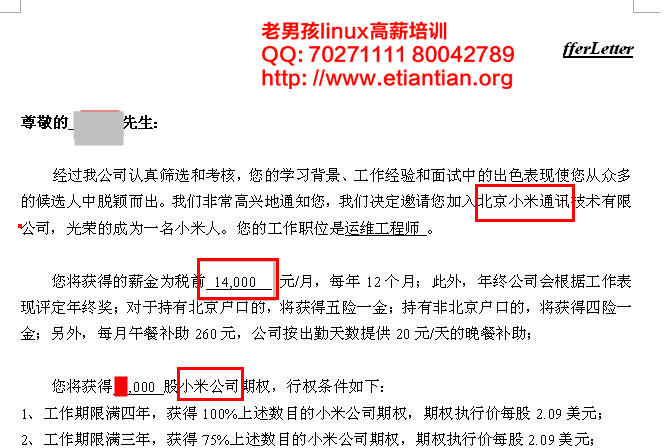 老男孩linux高薪培训
QQ: 70271111 80042789
http: //www.etiantian.org
fferLetter
尊敬的 先生：
经过我公司认真筛选和考核，您的学习背景、工作经验和面试中的出色表现使您从众多
的候选人中脱颖而出。我们非常高兴地通知您，我们决定邀请您加入北京小米通讯技术有限
公司，光荣的成为一名小米人。您的工作职位是运维工程师 。
您将获得的薪金为税前 14,000 元/月，每年 12 个月；此外，年终公司会根据工作表
现评定年终奖；对于持有北京户口的，将获得五险一金；持有非北京户口的，将获得四险一
金；另外，每月午餐补助 260 元，公司按出勤天数提供 20 元/天的晚餐补助；
您将获得 ,000 股小米公司期权，行权条件如下：
1、工作期限满四年，获得 100%上述数目的小米公司期权，期权执行价每股 2.09 美元；
2、工作期限满三年，获得 75%上述数目的小米公司期权，期权执行价每股 2.09 美元；